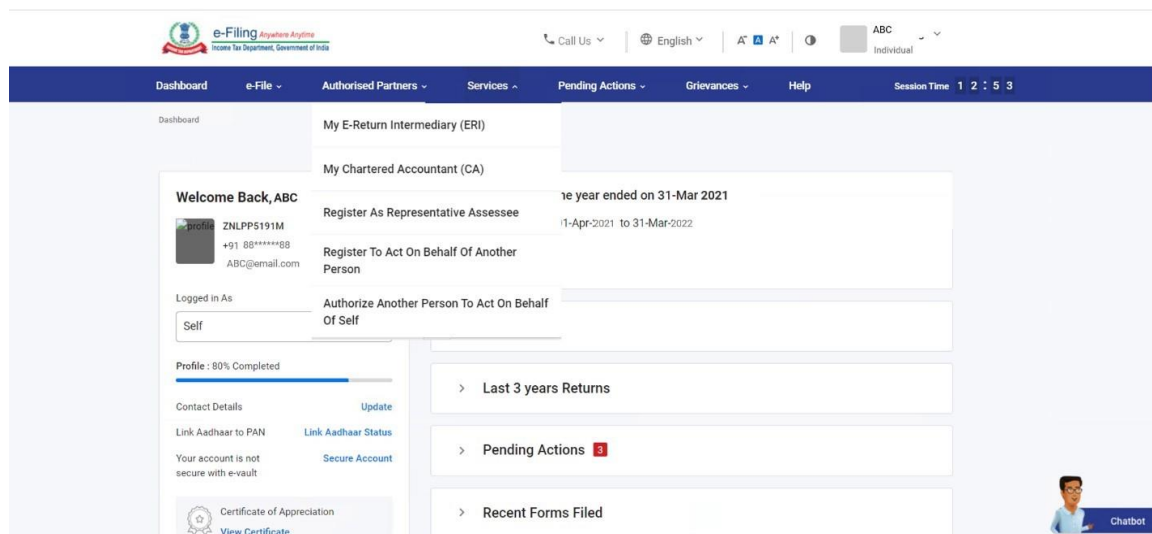 e-Filing Anywhere Anytime
Income Tax Department, Government of India
Call Us
English
A- A A+
ABC
Individual
Dashboard e-File Authorised Partners Services Pending Actions Grievances Help Session Time 1 2 : 5 3
Dashboard
My E-Return Intermediary (ERI)
My Chartered Accountant (CA)
Register As Representative Assessee
Register To Act On Behalf Of Another
Person
Authorize Another Person To Act On Behalf
Of Self
Welcome Back, ABC
profile
ZNLPP5191M
+91 88******88
ABC@email.com
Logged in As
Self
Profile : 80% Completed
Contact Details Update
Link Aadhaar to PAN Link Aadhaar Status
Your account is not Secure Account
secure with e-vault
Certificate of Appreciation
View Certificate
year ended on 31-Mar 2021
1-Apr-2021 to 31-Mar-2022
Last 3 years Returns
Pending Actions 3
Recent Forms Filed
Chatbot